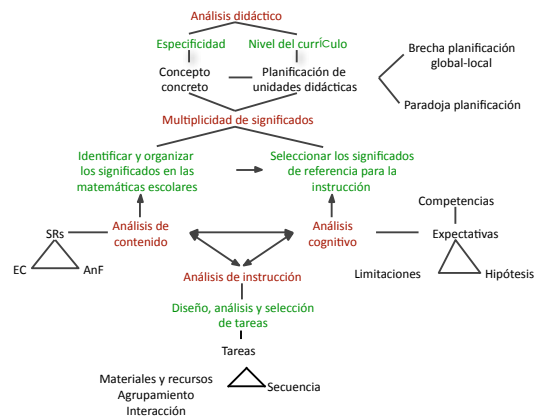 Análisis didáctico
Especificidad
Nivel del currículo
Brecha planificación
global-local
Concepto
concreto
Planificación de
unidades didácticas
Paradoja planificación
Multiplicidad de significados
Identificar y organizar
los significados en las
matemáticas escolares
Seleccionar los significados
de referencia para la
instrucción
Competencias
SRs
Análisis de
contenido
Análisis
cognitivo
Expectativas
EC
AnF
Análisis de instrucción
Limitaciones
Hipótesis
Diseño, análisis y selección
de tareas
Tareas
Materiales y recursos
Agrupamiento
Interacción
Secuencia